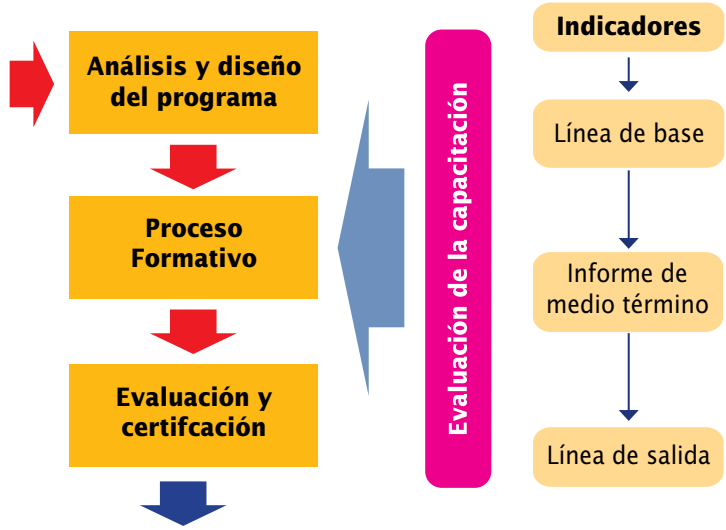 Análisis y diseño
del programa
Proceso
Formativo
Evaluación y
certifcación
Evaluación de la capacitación
Indicadores
Línea de base
Informe de
medio término
Línea de salida